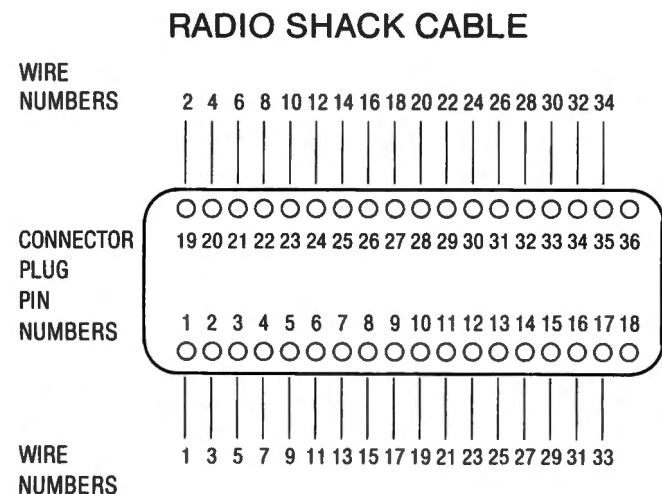 RADIO SHACK CABLE
WIRE
NUMBERS 2 4 6 8 10 12 14 16 18 20 22 24 26 28 30 32 34
CONNECTOR 19 20 21 22 23 24 25 26 27 28 29 30 31 32 33 34 35 36
PLUG
PIN
NUMBERS 1 2 3 4 5 6 7 8 9 10 11 12 13 14 15 16 17 18
WIRE 1 3 5 7 9 11 13 15 17 19 21 23 25 27 29 31 33
NUMBERS